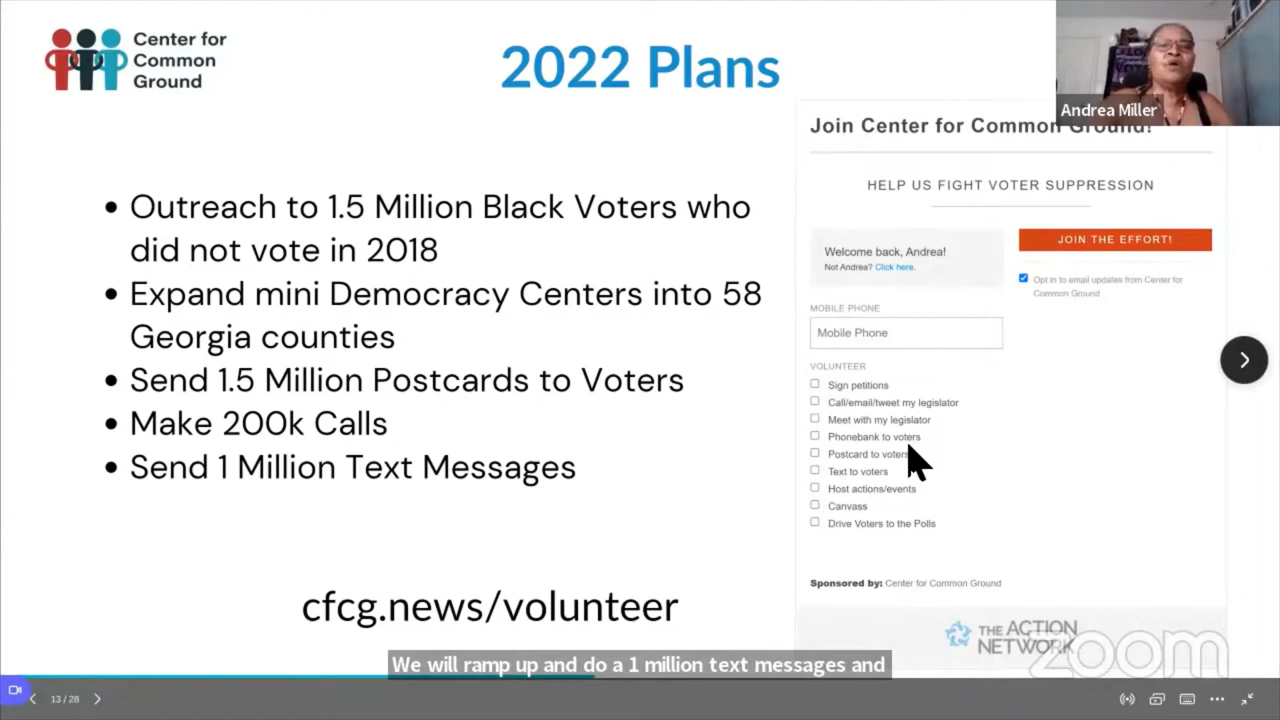 Center for
Common
Ground
2022 Plans
Andrea Miller
• Outreach to 1.5 Million Black Voters who
did not vote in 2018
• Expand mini Democracy Centers into 58
Georgia counties
• Send 1.5 Million Postcards to Voters
• Make 200k Calls
• Send 1 Million Text Messages
cfcg.news/volunteer
Join Center for Common Ground!
HELP US FIGHT VOTER SUPPRESSION
Welcome back, Andrea!
Not Andrea? Click here.
JOIN THE EFFORT!
Opt in to email updates from Center for
Common Ground
MOBILE PHONE
Mobile Phone
VOLUNTEER
Sign petitions
Call/email/tweet my legislator
Meet with my legislator
Phonebank to voters
Postcard to voters
Text to voters
Host actions/events
Canvass
Drive Voters to the Polls
Sponsored by: Center for Common Ground
THE ACTION
NETWORK
zoom
We will ramp up and do a 1 million text messages and
13 / 28